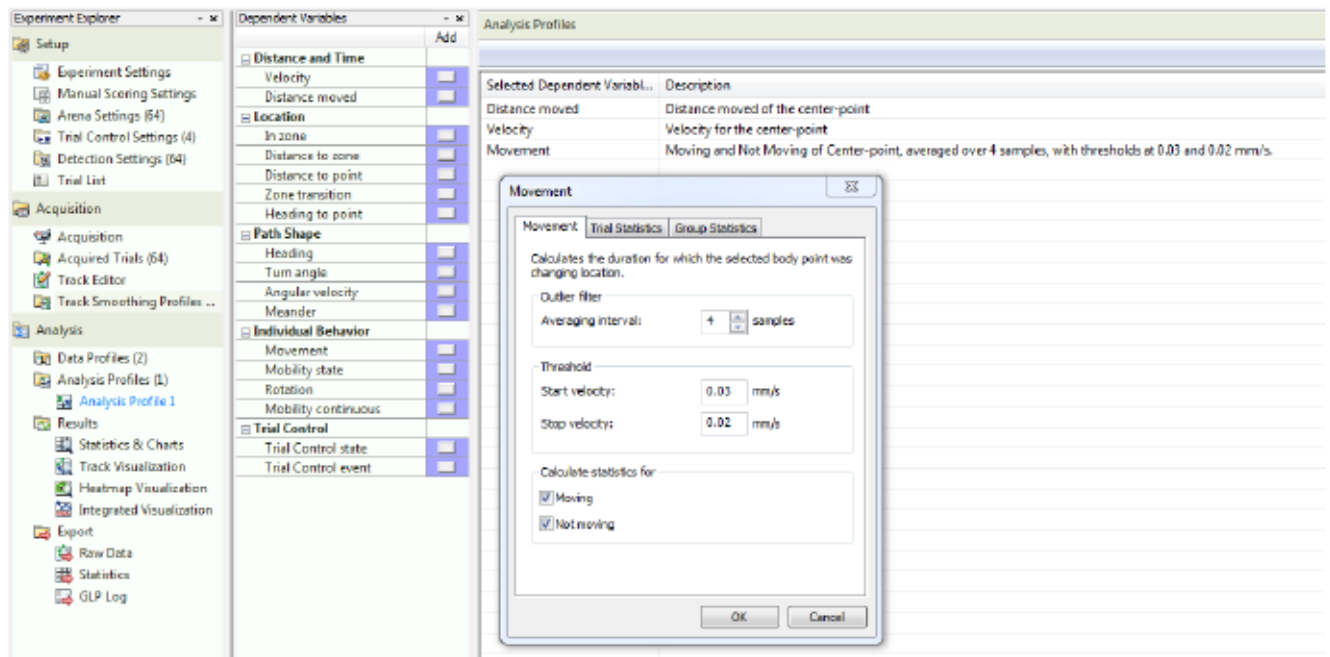 Experiment Explorer
Setup
Experiment Settings
Manual Scoring Settings
Arena Settings (64)
Trial Control Settings (4)
Detection Settings (64)
Trial List
Acquisition
Acquisition
Acquired Trials (64)
Track Editor
Track Smoothing Profiles ...
Analysis
Data Profiles (2)
Analysis Profiles (1)
Analysis Profile 1
Results
Statistics & Charts
Track Visualization
Heatmap Visualization
Integrated Visualization
Export
Raw Data
Statistics
GLP Log
Dependent Variables
Add
Distance and Time
Velocity
Distance moved
Location
In zone
Distance to zone
Distance to point
Zone transition
Heading to point
Path Shape
Heading
Turn angle
Angular velocity
Meander
Individual Behavior
Movement
Mobility state
Rotation
Mobility continuous
Trial Control
Trial Control state
Trial Control event
Analysis Profiles
Selected Dependent Variabl... Description
Distance moved Distance moved of the center-point
Velocity Velocity for the center-point
Movement Moving and Not Moving of Center-point, averaged over 4 samples, with thresholds at 0.03 and 0.02 mm/s.
Movement
Movement Trial Statistics Group Statistics
Calculates the duration for which the selected body point was
changing location.
Outlier filter
Averaging interval: 4 samples
Threshold
Start velocity: 0.03 mm/s
Stop velocity: 0.02 mm/s
Calculate statistics for
Moving
Not moving
OK Cancel